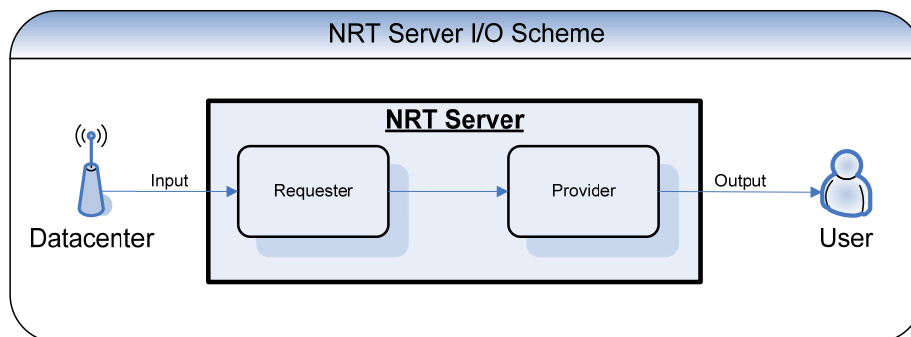 NRT Server I/O Scheme
NRT Server
Input
Requester
Provider
Output
Datacenter
User